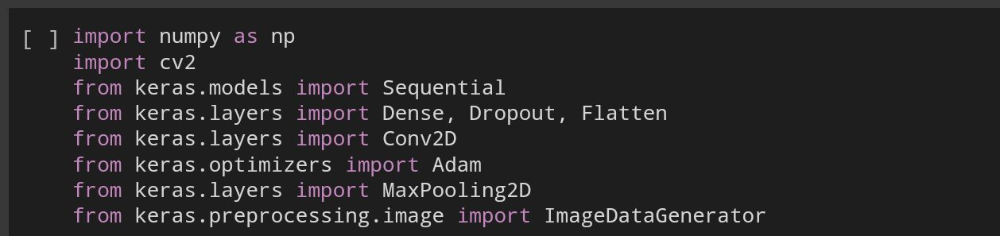 [ ] import numpy as np
import cv2
from keras.models import Sequential
from keras.layers import Dense, Dropout, Flatten
from keras.layers import Conv2D
from keras.optimizers import Adam
from keras.layers import MaxPooling2D
from keras.preprocessing.image import ImageDataGenerator